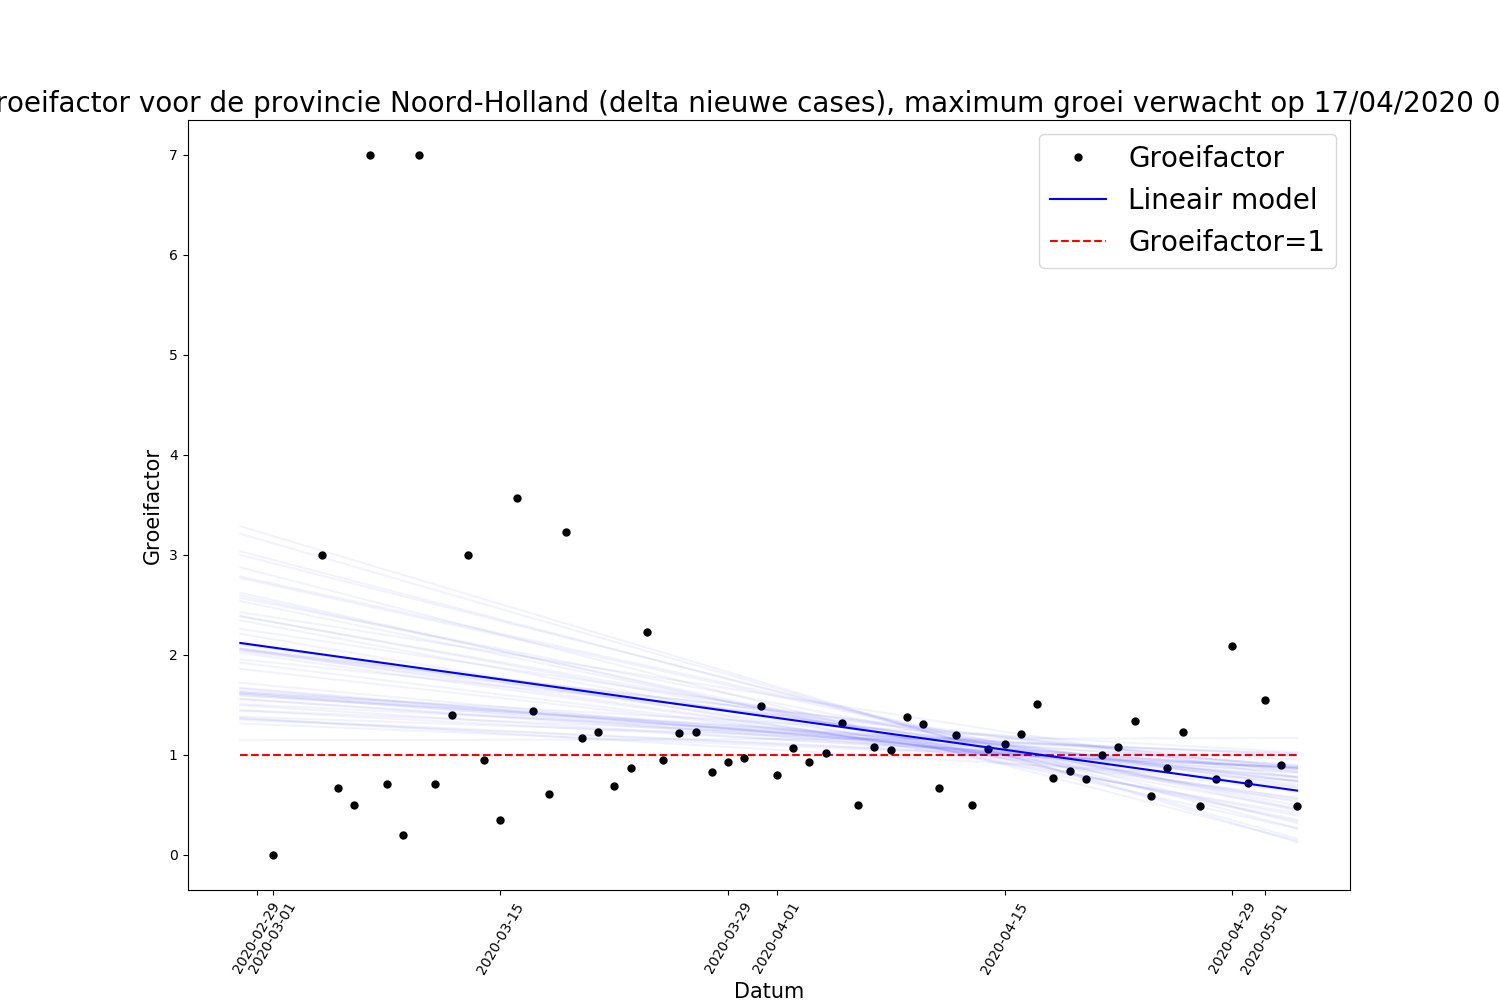 roeifactor voor de provincie Noord-Holland (delta nieuwe cases), maximum groei verwacht op 17/04/2020 0
Groeifactor
Lineair model
Groeifactor=1
Groeifactor
7
6
5
4
3
2
1
0
2020-02-29
2020-03-01
2020-03-15
2020-03-29
2020-04-01
2020-04-15
2020-04-29
2020-05-01
Datum